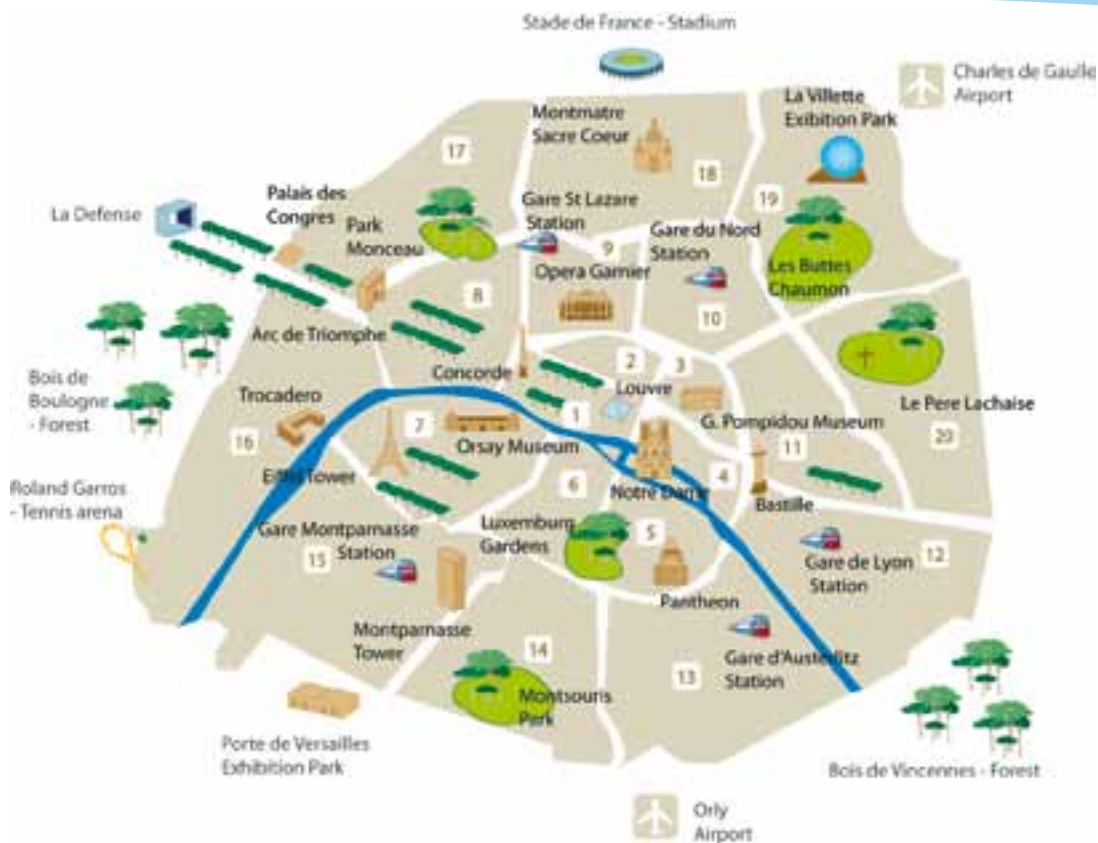 Stade de France - Stadium
Charles de Gaulle
Airport
La Villette
Exibition Park
Montmatre
Sacre Coeur
17
18
19
Palais des
Congres
La Defense
Park
Monceau
Gare St Lazare
Station
9
Gare du Nord
Station
Opera Garnier
Les Buttes
Chaumon
8
10
Arc de Triomphe
Concorde
2
3
Louvre
Bois de
Boulogne
- Forest
Trocadero
1
G. Pompidou Museum
Le Pere Lachaise
7
Orsay Museum
11
20
16
Eiffel Tower
6
Notre Dame
4
Bastille
Roland Garros
- Tennis arena
Gare Montparnasse
Station
15
Luxemburg
Gardens
5
12
Gare de Lyon
Station
Pantheon
Montparnasse
Tower
14
13
Gare d'Austerlitz
Station
Montsouris
Park
Porte de Versailles
Exhibition Park
Bois de Vincennes - Forest
Orly
Airport